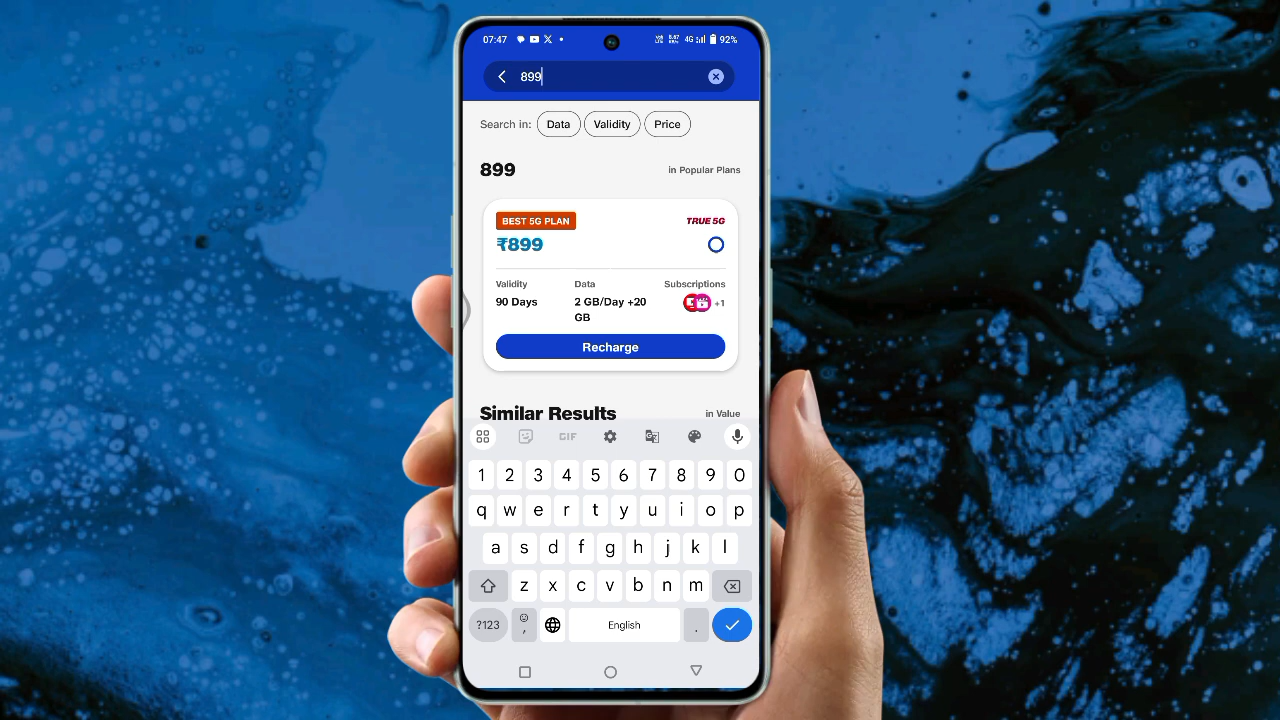 07:47 4G 92%
899
Search in: Data Validity Price
899 in Popular Plans
BEST 5G PLAN TRUE 5G
₹899
Validity Data Subscriptions
90 Days 2 GB/Day +20 GB +1
Recharge
Similar Results in Value
GIF
1 2 3 4 5 6 7 8 9 0
q w e r t y u i o p
a s d f g h j k l
z x c v b n m
?123 , English .